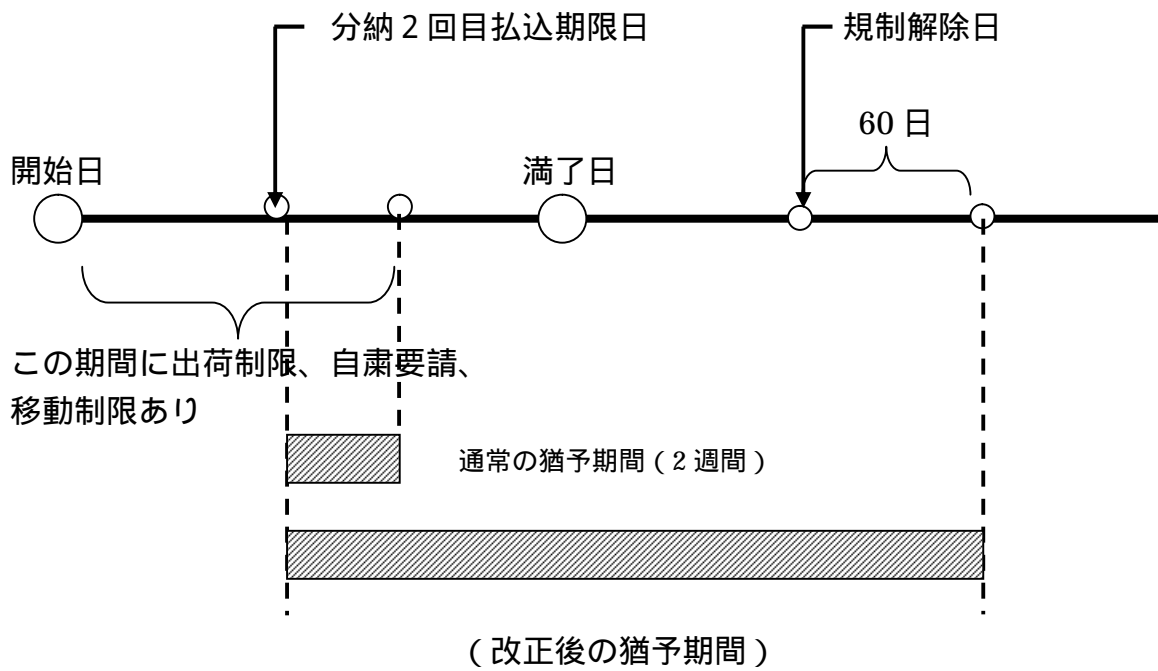 分納２回目払込期限日
規制解除日
60 日
開始日
満了日
この期間に出荷制限、自粛要請、
移動制限あり
通常の猶予期間（2 週間）
（改正後の猶予期間）